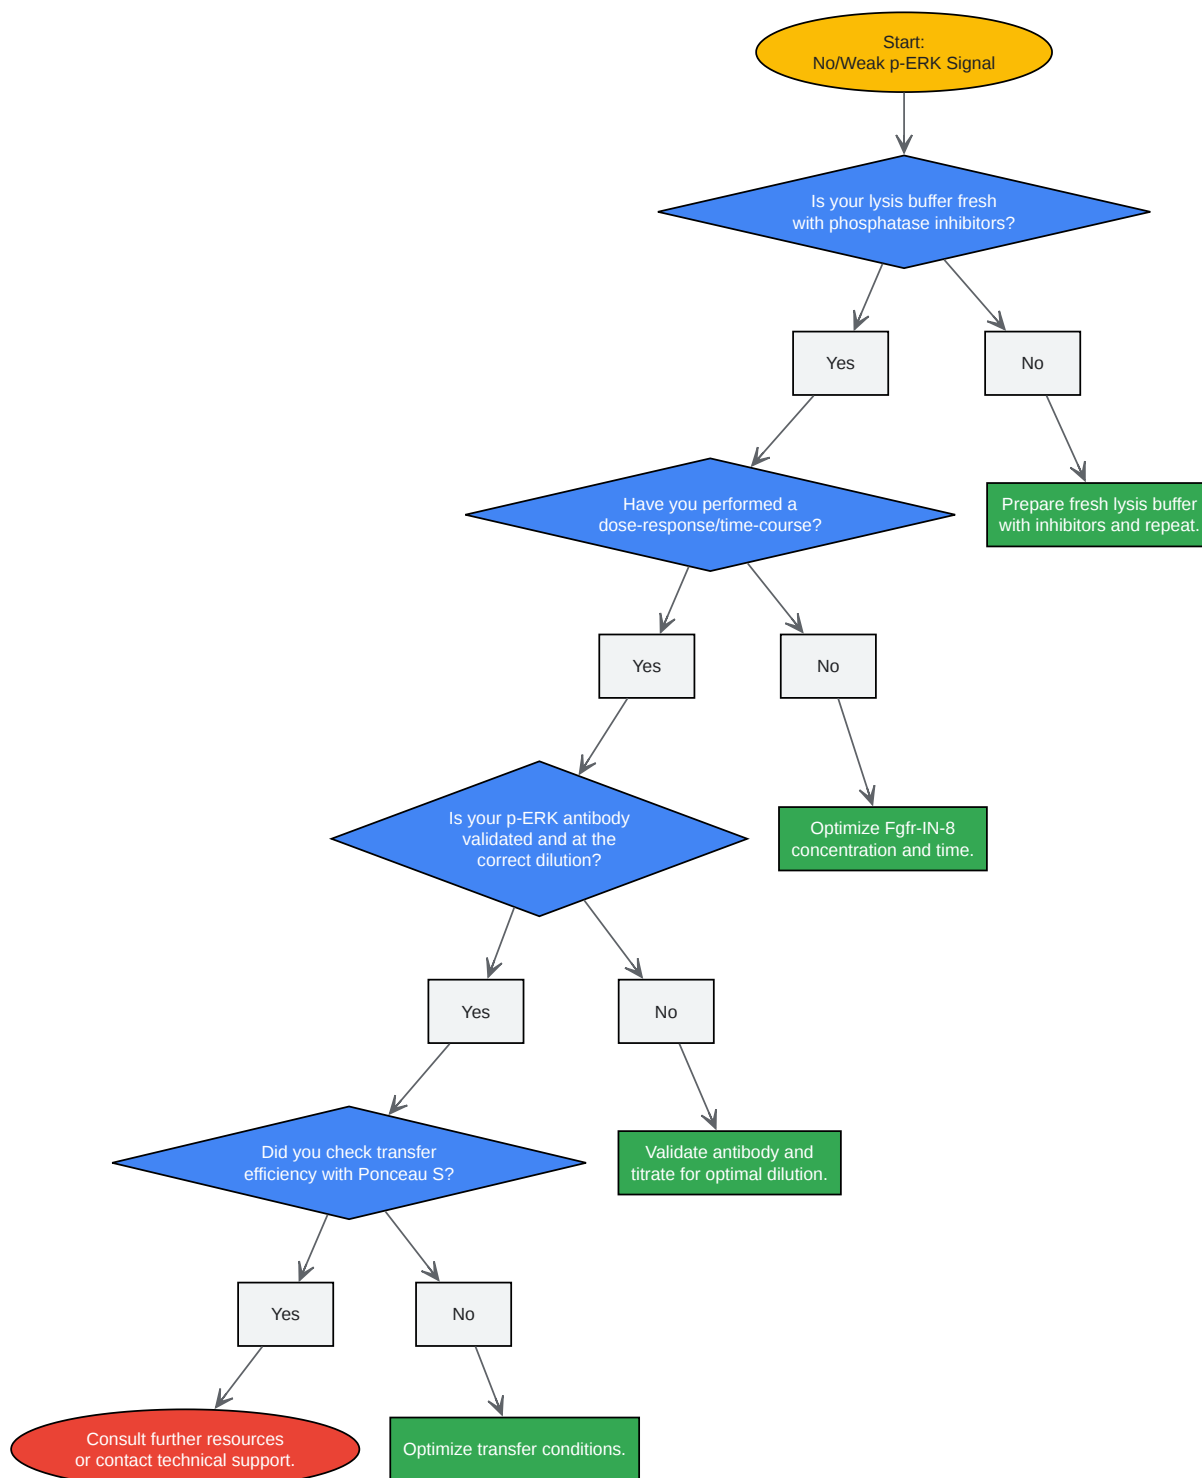 Start:
No/Weak p-ERK Signal
Is your lysis buffer fresh
with phosphatase inhibitors?
Yes
No
Have you performed a
dose-response/time-course?
Prepare fresh lysis buffer
with inhibitors and repeat.
Yes
No
Is your p-ERK antibody
validated and at the
correct dilution?
Optimize Fgfr-IN-8
concentration and time.
Yes
No
Did you check transfer
efficiency with Ponceau S?
Validate antibody and
titrate for optimal dilution.
Yes
No
Consult further resources
or contact technical support.
Optimize transfer conditions.